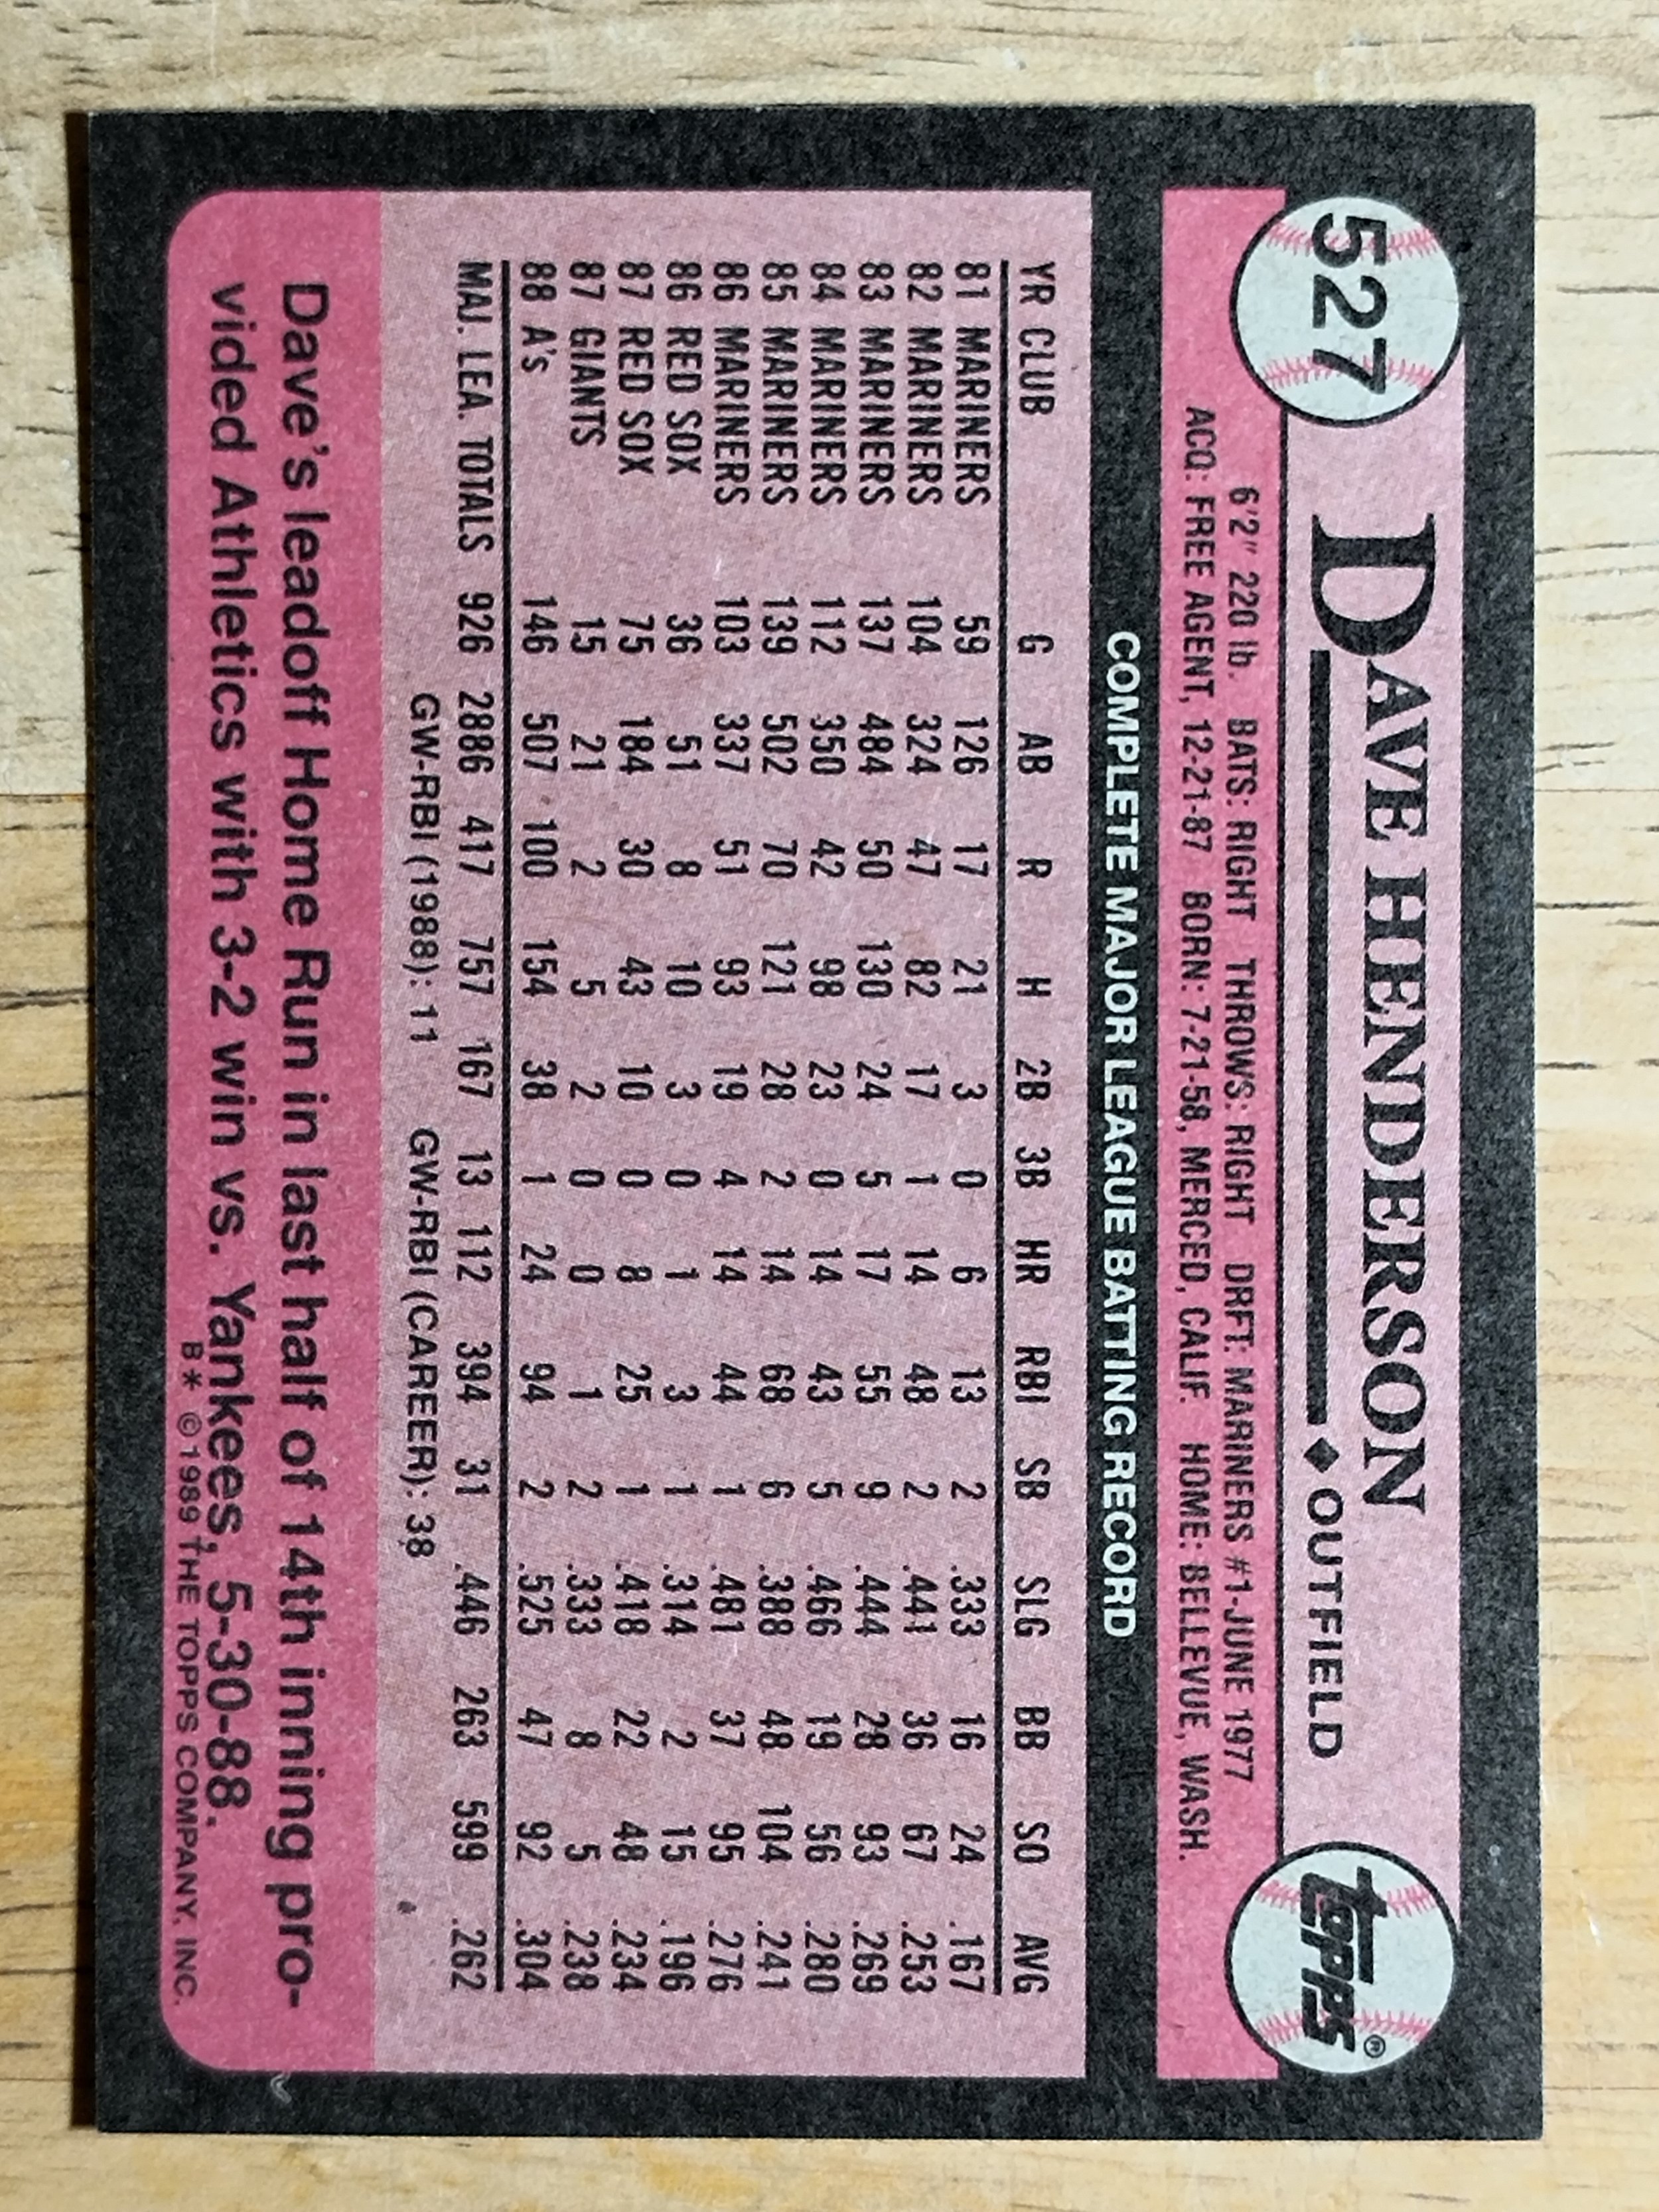 527
DAVE HENDERSON
♦OUTFIELD
topps®
6'2" 220 lb. BATS: RIGHT THROWS: RIGHT DRFT: MARINERS #1-JUNE 1977
ACQ: FREE AGENT, 12-21-87 BORN: 7-21-58, MERCED, CALIF. HOME: BELLEVUE, WASH.
COMPLETE MAJOR LEAGUE BATTING RECORD
YR CLUB G AB R H 2B 3B HR RBI SB SLG BB SO AVG
81 MARINERS 59 126 17 21 3 0 6 13 2 .333 16 24 .167
82 MARINERS 104 324 47 82 17 1 14 48 2 .441 36 67 .253
83 MARINERS 137 484 50 130 24 5 17 55 9 .444 28 93 .269
84 MARINERS 112 350 42 98 23 0 14 43 5 .466 19 56 .280
85 MARINERS 139 502 70 121 28 2 14 68 6 .388 48 104 .241
86 MARINERS 103 337 51 93 19 4 14 44 1 .481 37 95 .276
86 RED SOX 36 51 8 10 3 0 1 3 1 .314 2 15 .196
87 RED SOX 75 184 30 43 10 0 8 25 1 .418 22 48 .234
87 GIANTS 15 21 2 5 2 0 0 1 2 .333 8 5 .238
88 A's 146 507 100 154 38 1 24 94 2 .525 47 92 .304
MAJ. LEA. TOTALS 926 2886 417 757 167 13 112 394 31 .446 263 599 .262
GW-RBI (1988): 11 GW-RBI (CAREER): 38
Dave's leadoff Home Run in last half of 14th inning pro-
vided Athletics with 3-2 win vs. Yankees, 5-30-88.
B* ©1989 THE TOPPS COMPANY. INC.